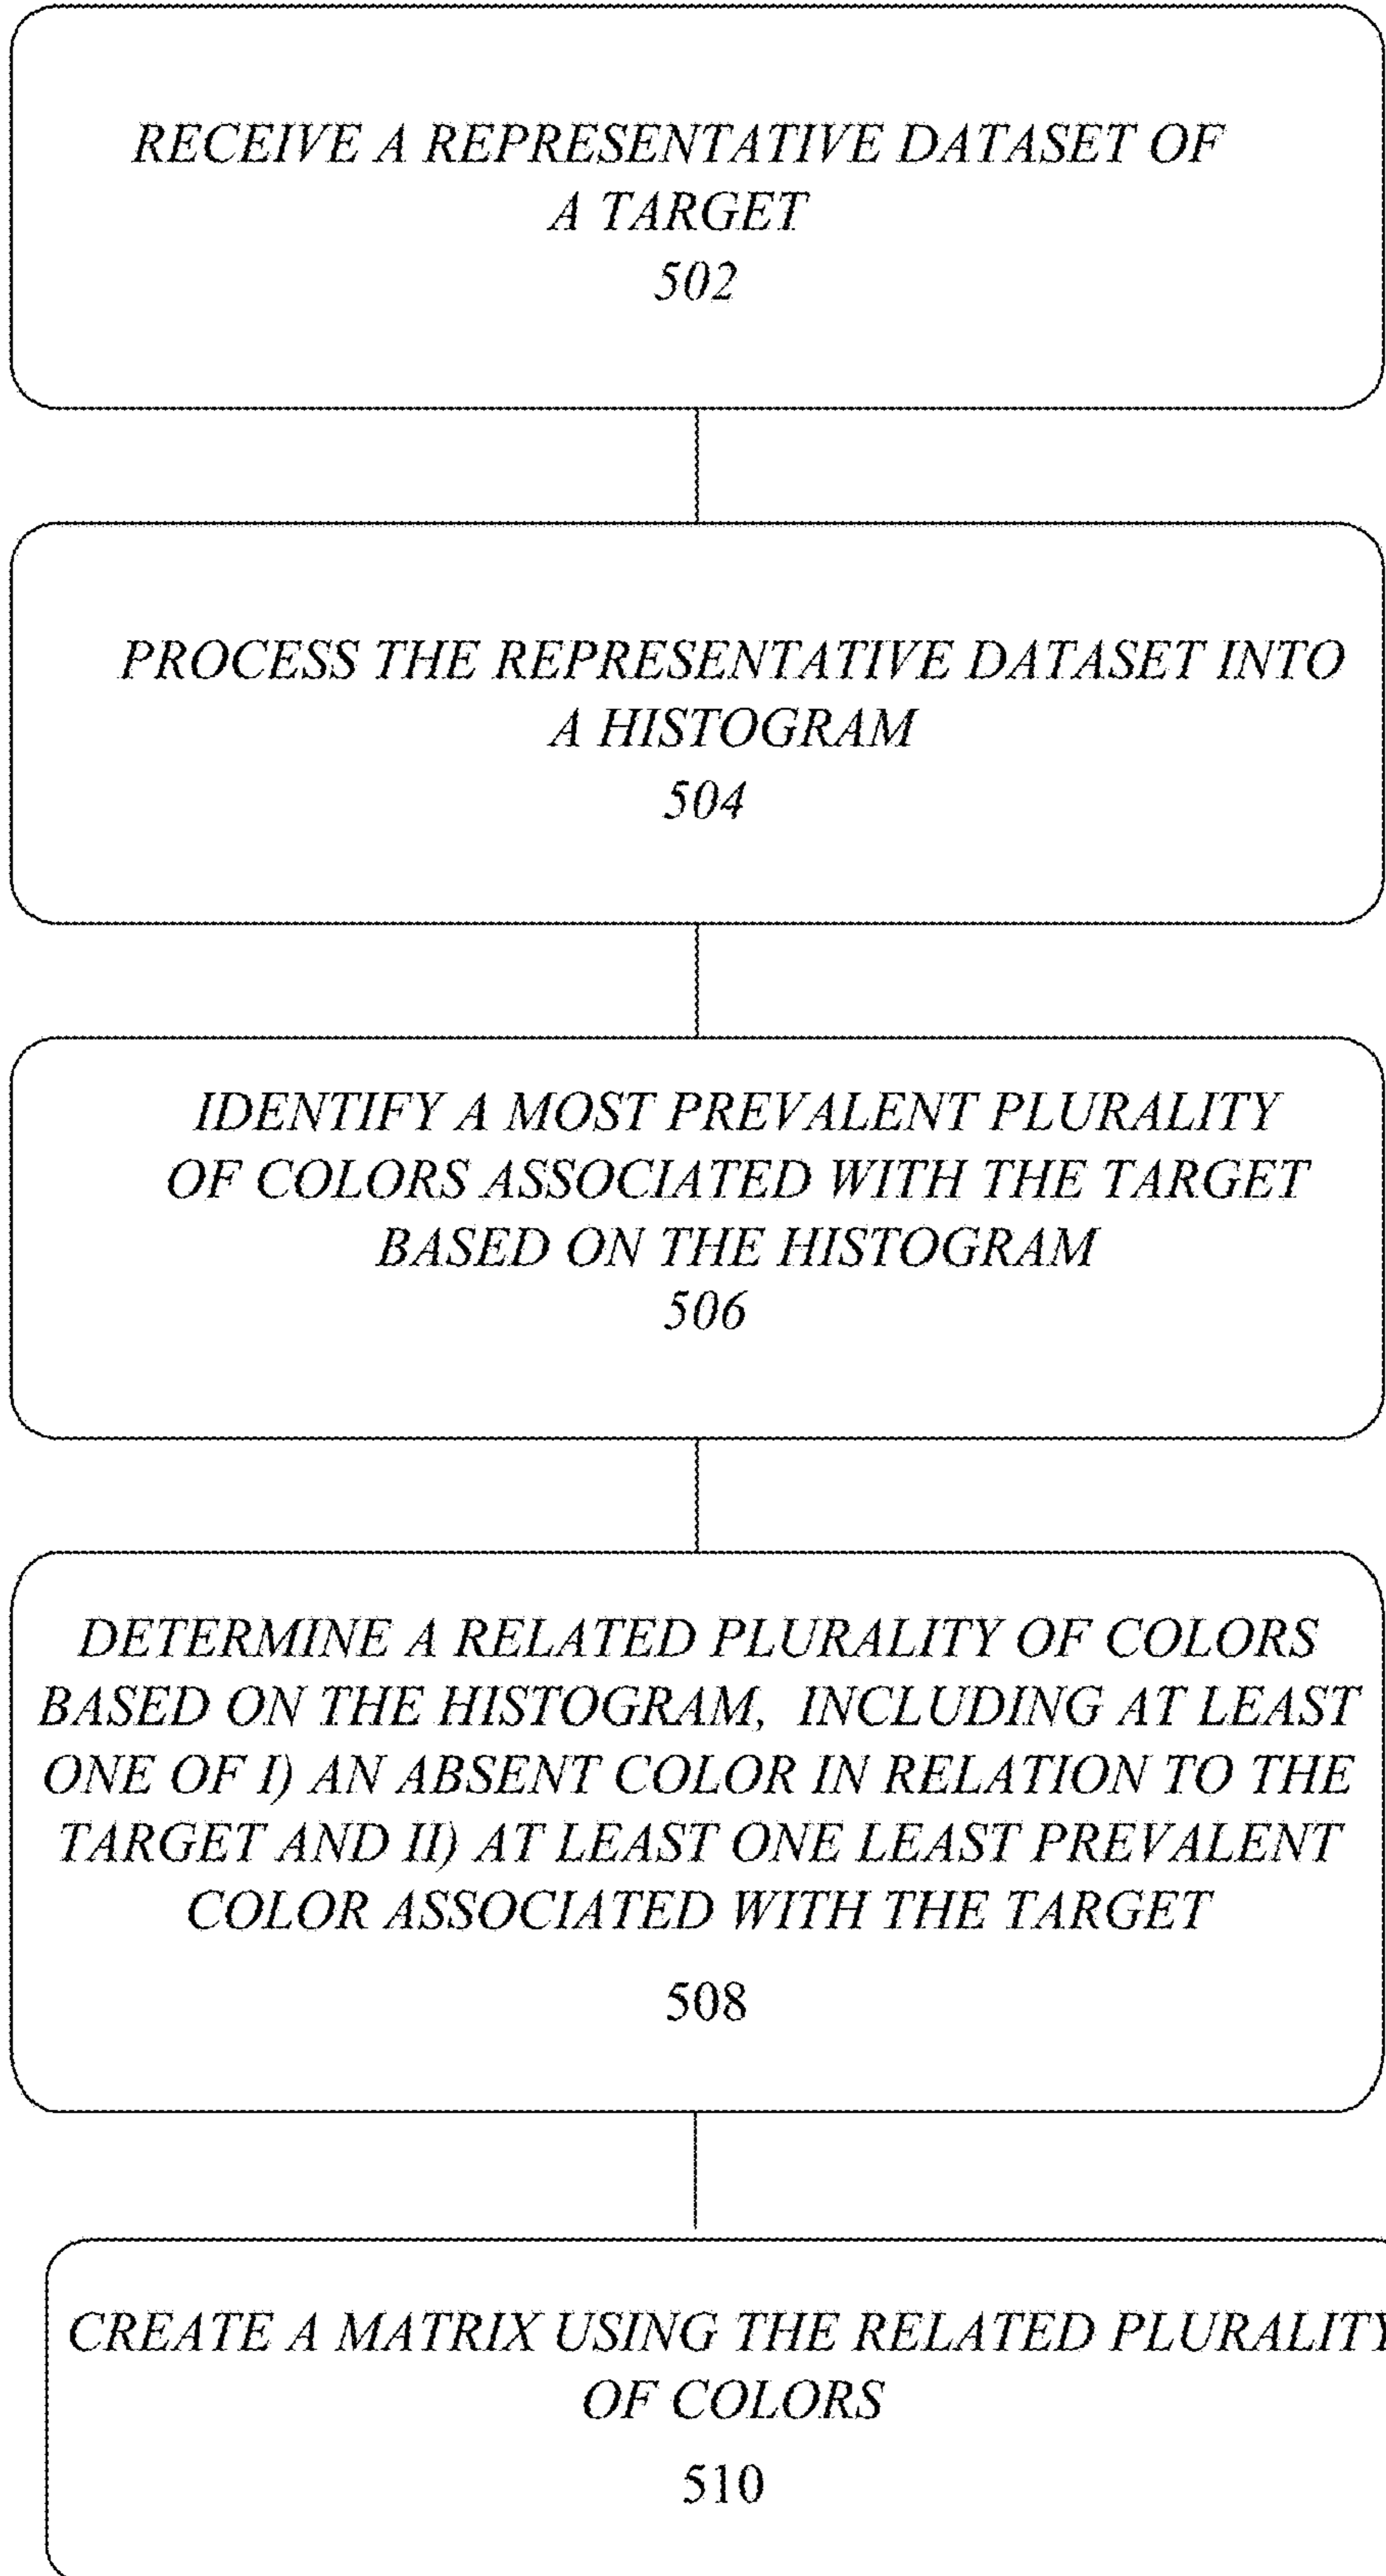 RECEIVE A REPRESENTATIVE DATASET OF
A TARGET
502
PROCESS THE REPRESENTATIVE DATASET INTO
A HISTOGRAM
504
IDENTIFY A MOST PREVALENT PLURALITY
OF COLORS ASSOCIATED WITH THE TARGET
BASED ON THE HISTOGRAM
506
DETERMINE A RELATED PLURALITY OF COLORS
BASED ON THE HISTOGRAM, INCLUDING AT LEAST
ONE OF I) AN ABSENT COLOR IN RELATION TO THE
TARGET AND II) AT LEAST ONE LEAST PREVALENT
COLOR ASSOCIATED WITH THE TARGET
508
CREATE A MATRIX USING THE RELATED PLURALITY
OF COLORS
510